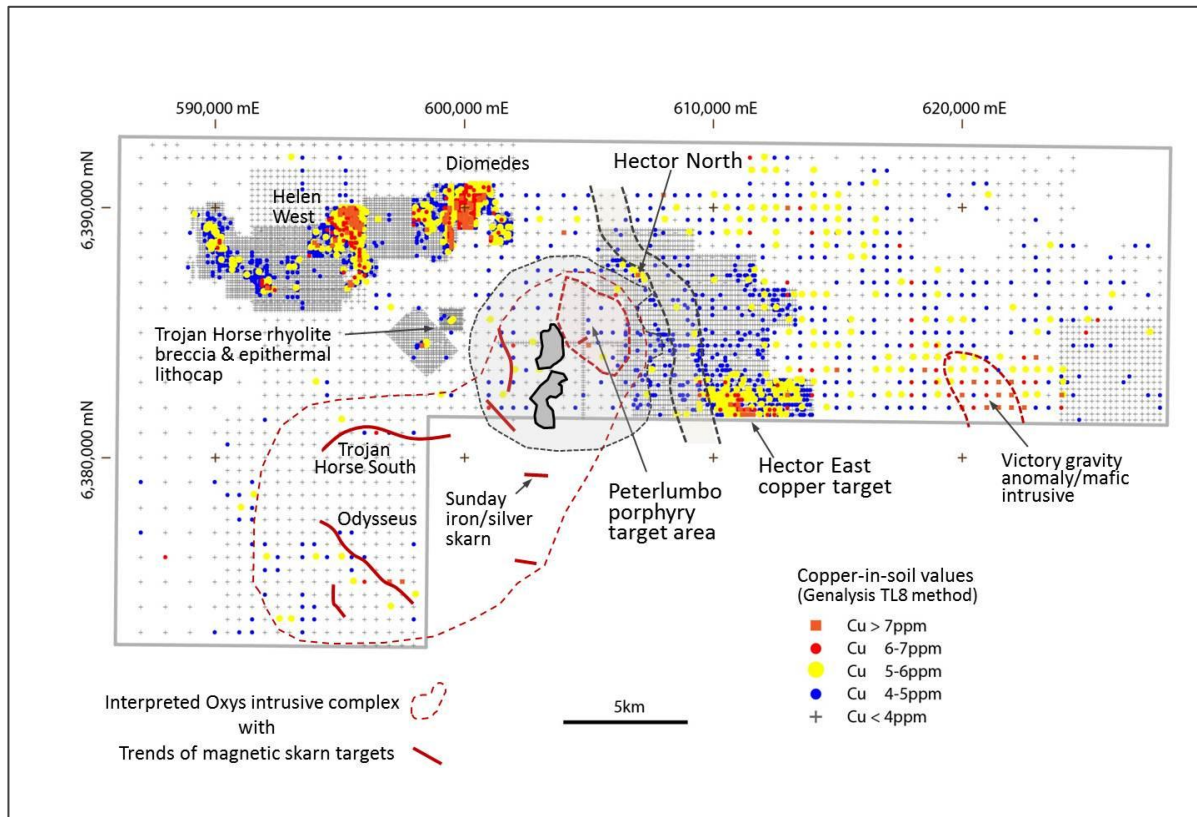 590,000 mE
600,000 mE
610,000 mE
620,000 mE
6,390,000 mN
6,380,000 mN
Diomedes
Hector North
Helen
West
Trojan Horse rhyolite
breccia & epithermal
lithocap
Trojan
Horse South
Odysseus
Sunday
iron/silver
skarn
Peterlumbo
porphyry
target area
Hector East
copper target
Victory gravity
anomaly/mafic
intrusive
Copper-in-soil values
(Genalysis TL8 method)
Cu > 7ppm
Cu 6-7ppm
Cu 5-6ppm
Cu 4-5ppm
Cu < 4ppm
Interpreted Oxys intrusive complex
with
Trends of magnetic skarn targets
5km